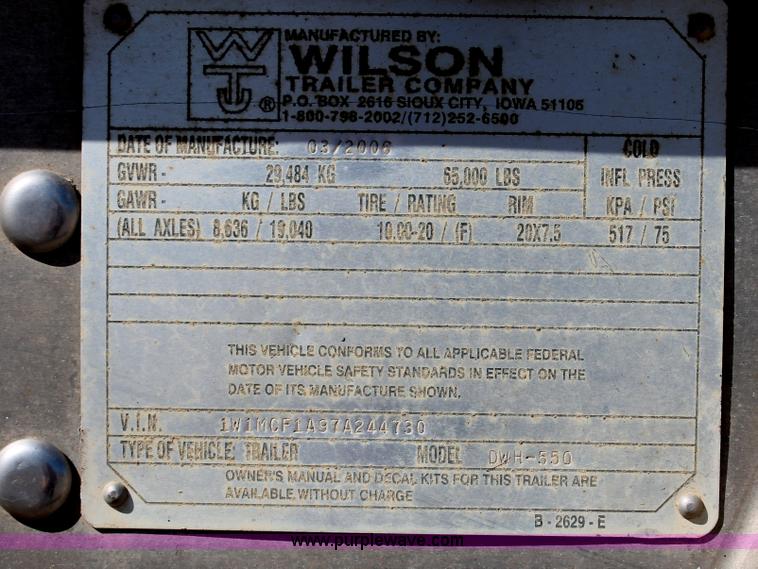 MANUFACTURED BY:
WILSON
TRAILER COMPANY
P.O. BOX 2616 SIOUX CITY, IOWA 51106
1-800-798-2002/(712)252-6500
DATE OF MANUFACTURE: 03/2006 COLD
GVWR - 29,484 KG 65,000 LBS INFL PRESS
GAWR - KG / LBS TIRE / RATING RIM KPA / PSI
(ALL AXLES) 8,636 / 19,040 10.00-20 / (F) 20X7.5 517 / 75
THIS VEHICLE CONFORMS TO ALL APPLICABLE FEDERAL
MOTOR VEHICLE SAFETY STANDARDS IN EFFECT ON THE
DATE OF ITS MANUFACTURE SHOWN.
V.I.N. 1W1MCF1A97A244730
TYPE OF VEHICLE: TRAILER MODEL DWH-550
OWNER'S MANUAL AND DECAL KITS FOR THIS TRAILER ARE
AVAILABLE WITHOUT CHARGE
B - 2629 - E
www.purplewave.com